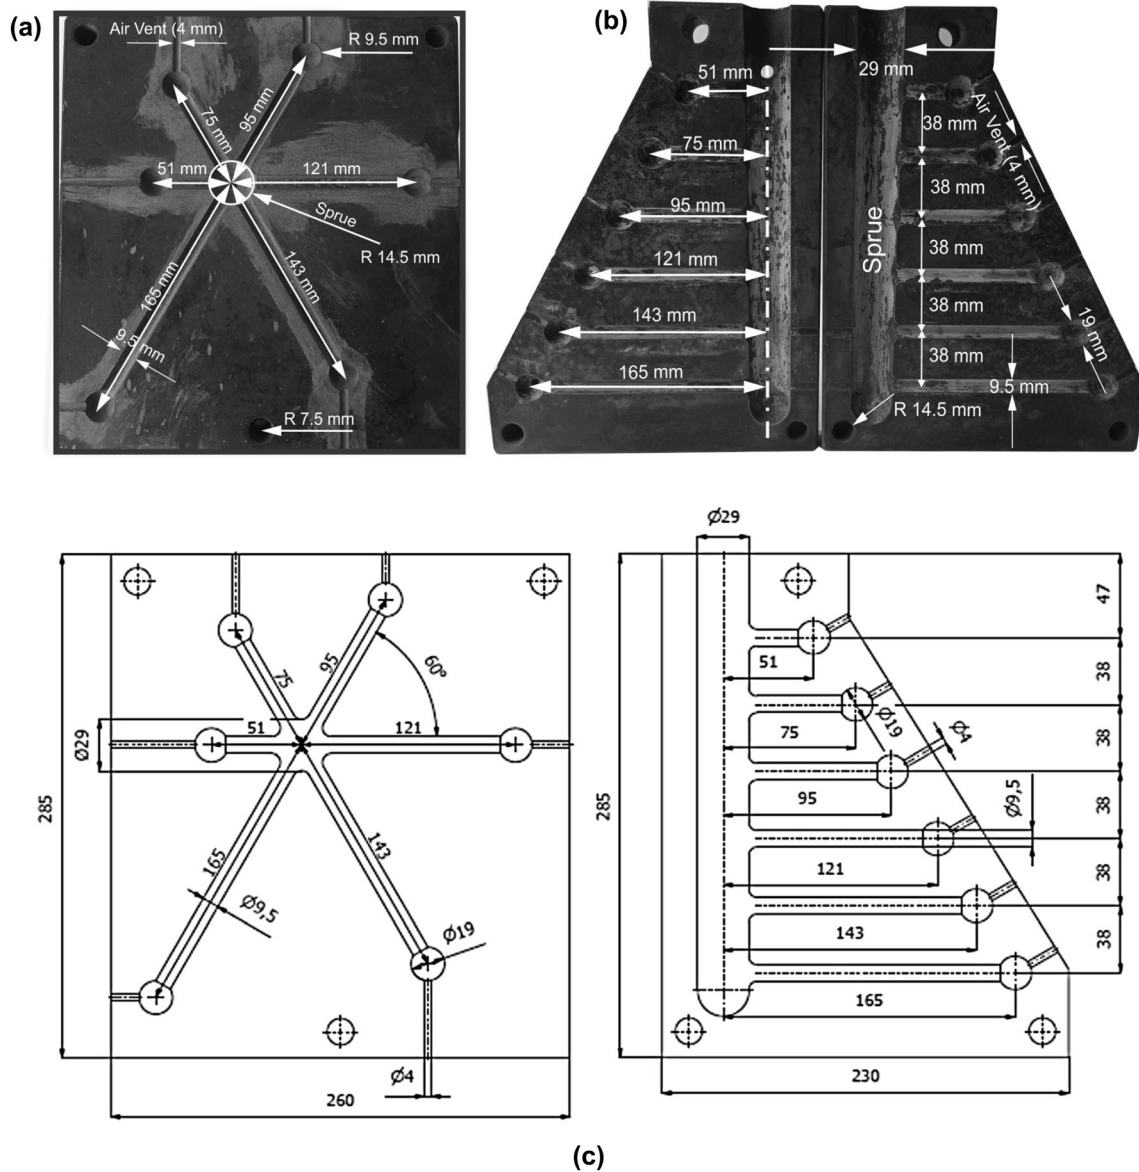 (a)
Air Vent (4 mm)
R 9.5 mm
75 mm
95 mm
51 mm
121 mm
Sprue
R 14.5 mm
165 mm
143 mm
9.5 mm
R 7.5 mm
(b)
51 mm
29 mm
75 mm
95 mm
121 mm
143 mm
165 mm
Sprue
38 mm
38 mm
38 mm
38 mm
38 mm
Air Vent (4 mm)
19 mm
9.5 mm
R 14.5 mm
285
Ø29
75
95
60°
51
121
165
143
Ø9,5
Ø19
Ø4
260
Ø29
285
47
51
38
75
Ø19
Ø4
38
95
38
Ø9,5
121
38
143
38
165
230
(c)